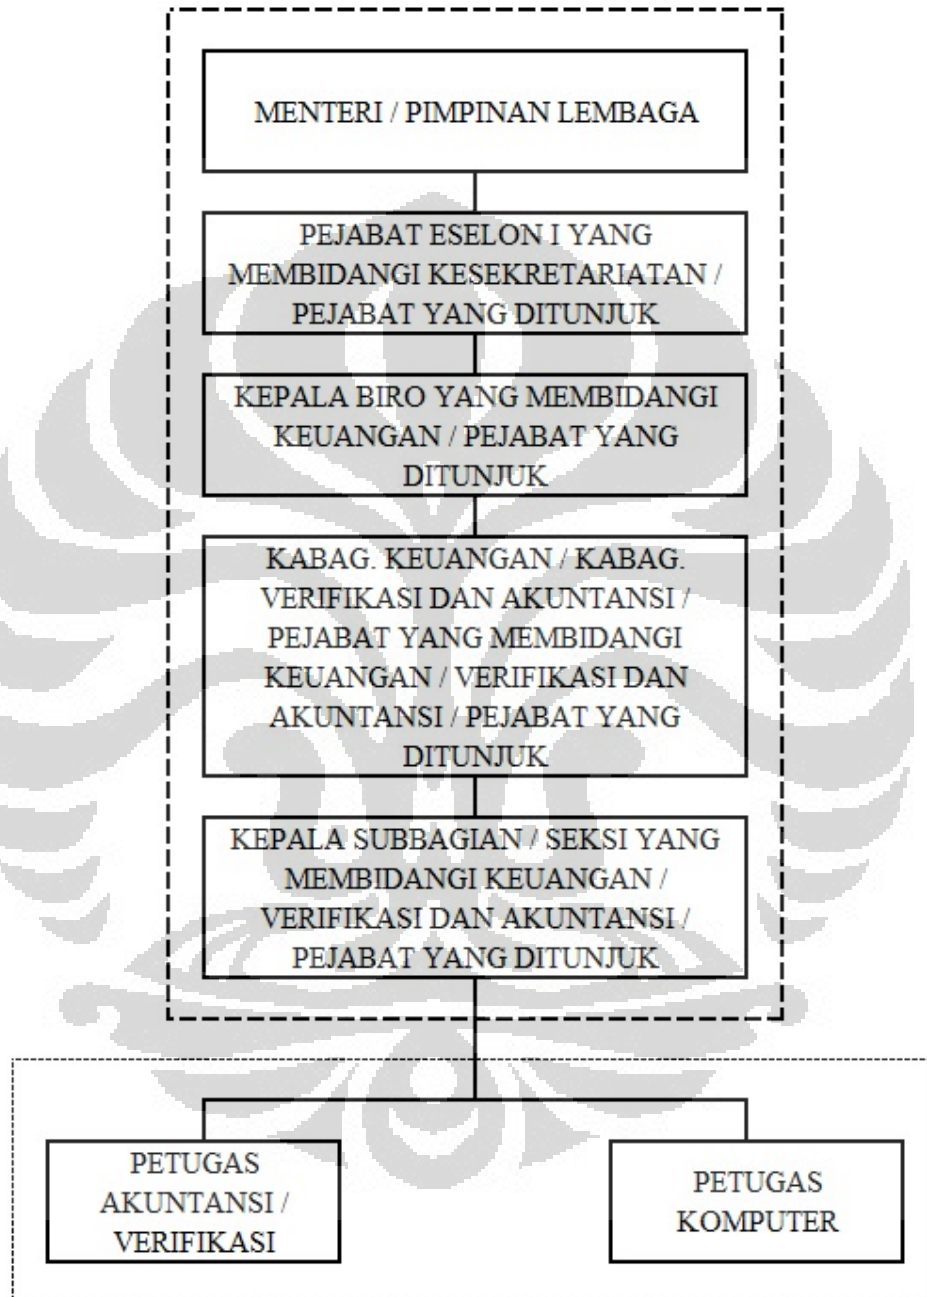 MENTERI / PIMPINAN LEMBAGA
PEJABAT ESELON I YANG
MEMBIDANGI KESEKRETARIATAN /
PEJABAT YANG DITUNJUK
KEPALA BIRO YANG MEMBIDANGI
KEUANGAN / PEJABAT YANG
DITUNJUK
KABAG. KEUANGAN / KABAG.
VERIFIKASI DAN AKUNTANSI /
PEJABAT YANG MEMBIDANGI
KEUANGAN / VERIFIKASI DAN
AKUNTANSI / PEJABAT YANG
DITUNJUK
KEPALA SUBBAGIAN / SEKSI YANG
MEMBIDANGI KEUANGAN /
VERIFIKASI DAN AKUNTANSI /
PEJABAT YANG DITUNJUK
PETUGAS
AKUNTANSI /
VERIFIKASI
PETUGAS
KOMPUTER